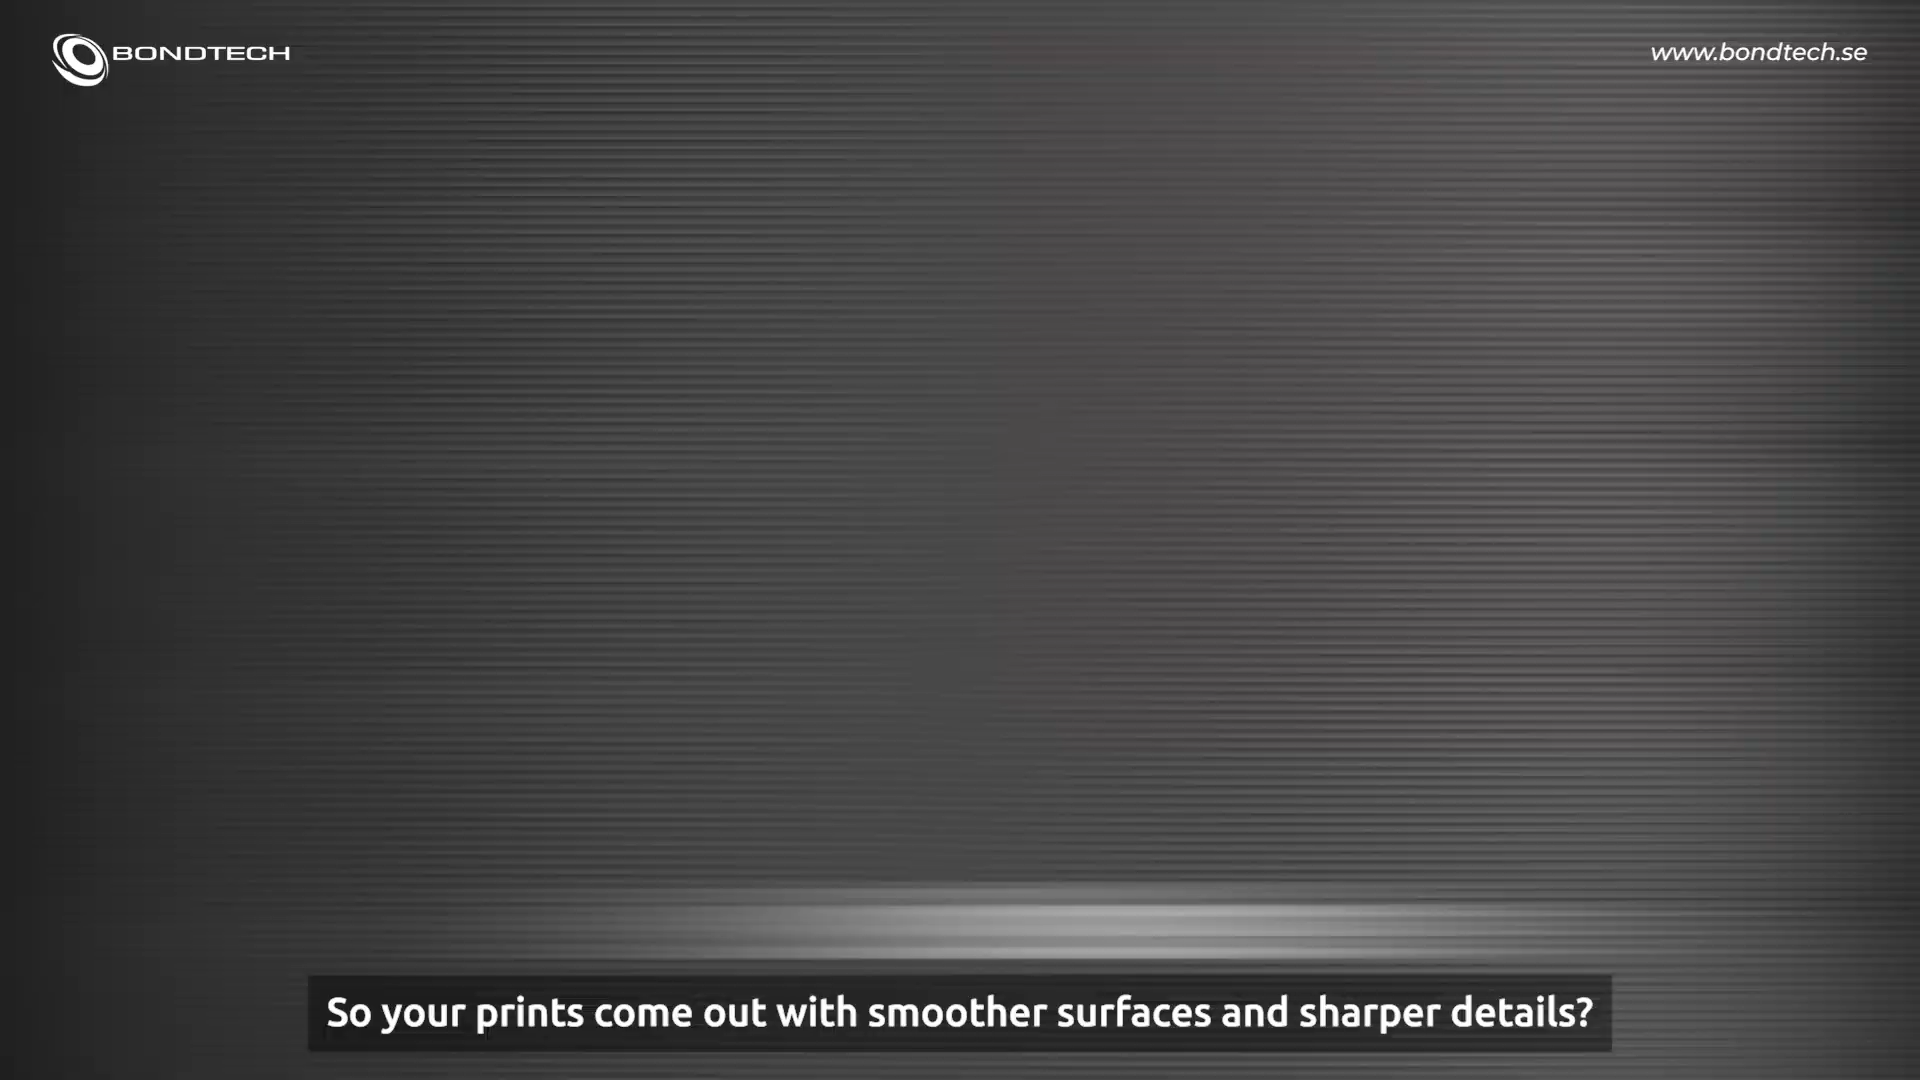 BONDTECH
www.bondtech.se
So your prints come out with smoother surfaces and sharper details?